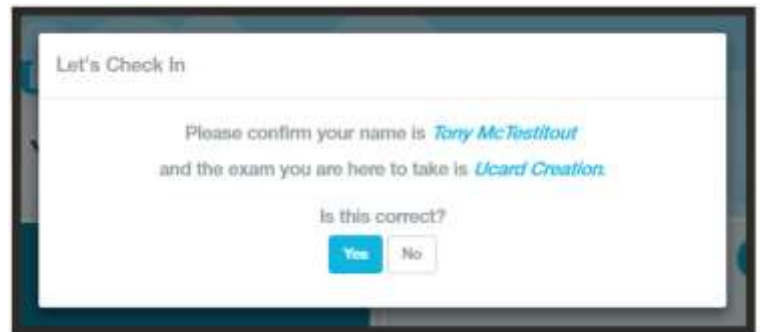 Let's Check In
Please confirm your name is Tony McTestitout
and the exam you are here to take is Ucard Creation.
Is this correct?
Yes No